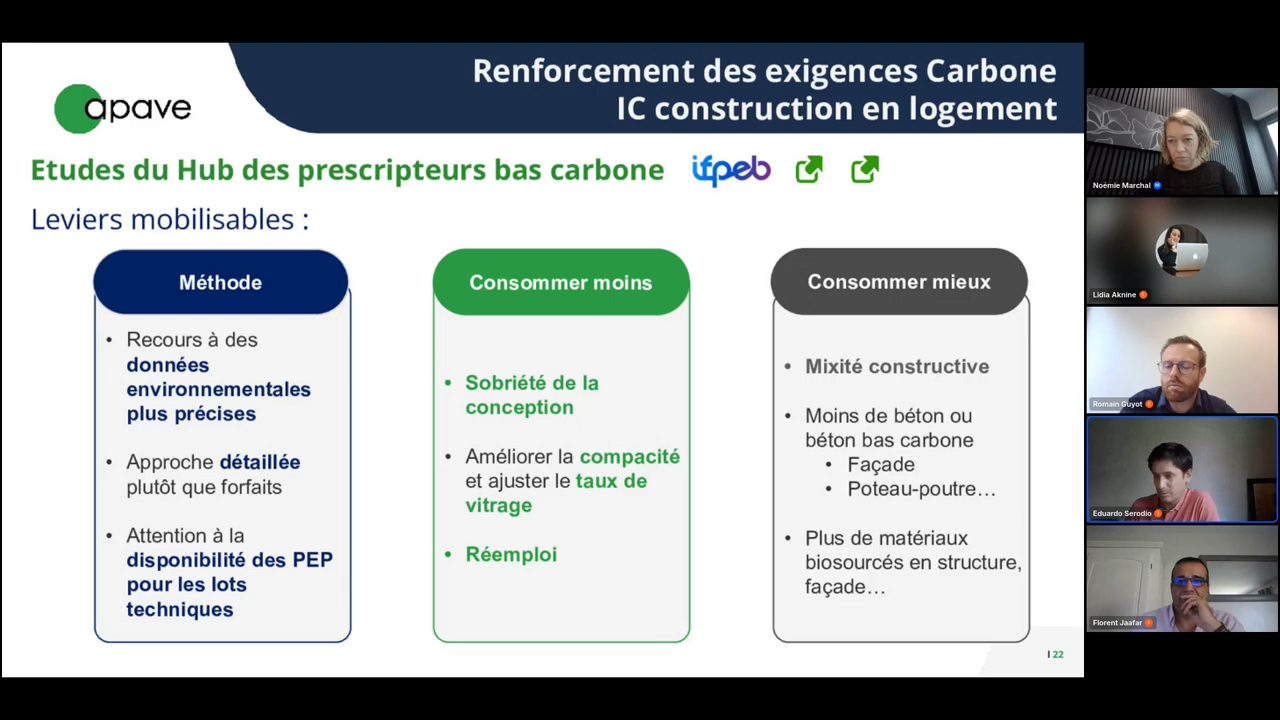 Renforcement des exigences Carbone
IC construction en logement
apave
Etudes du Hub des prescripteurs bas carbone
ifpeb
Leviers mobilisables :
Méthode
• Recours à des
données
environnementales
plus précises
• Approche détaillée
plutôt que forfaits
• Attention à la
disponibilité des PEP
pour les lots
techniques
Consommer moins
• Sobriété de la
conception
• Améliorer la compacité
et ajuster le taux de
vitrage
• Réemploi
Consommer mieux
• Mixité constructive
• Moins de béton ou
béton bas carbone
• Façade
• Poteau-poutre…
• Plus de matériaux
biosourcés en structure,
façade…
I 22
Noémie Marchal
Lidia Aknine
Romain Guyot
Eduardo Serodio
Florent Jaafar